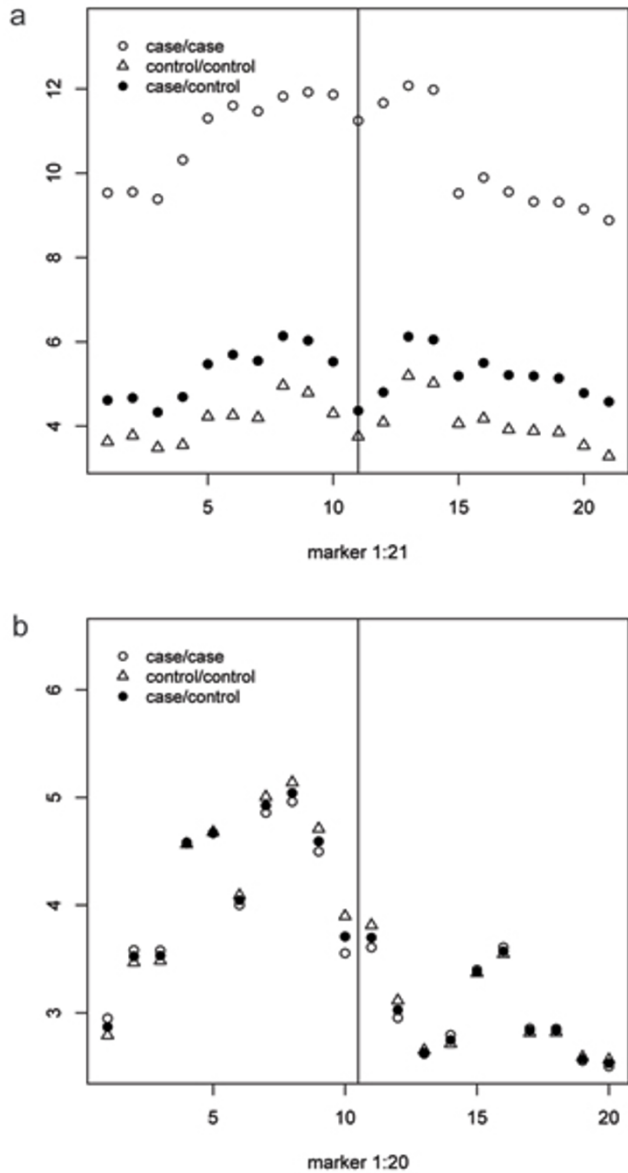 a
case/case
control/control
case/control
12
10
8
6
4
5 10 15 20
marker 1:21
b
case/case
control/control
case/control
6
5
4
3
5 10 15 20
marker 1:20